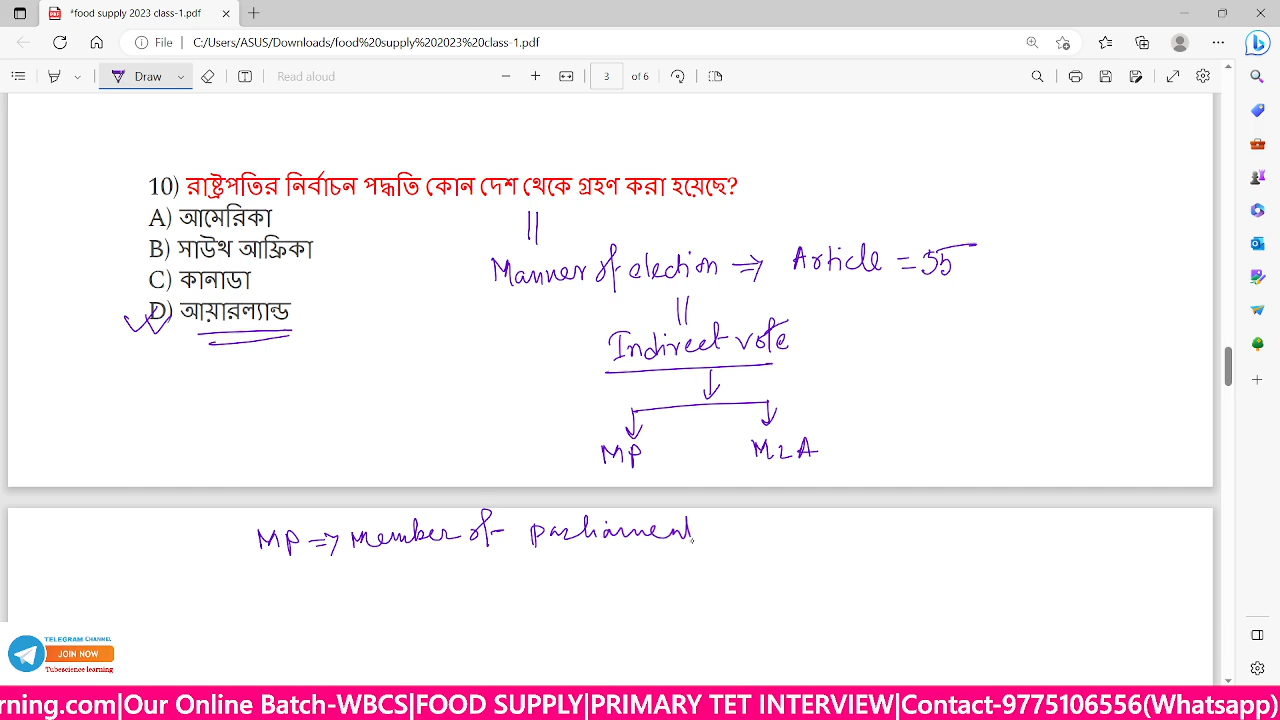 *food supply 2023 class-1.pdf
File
C:/Users/ASUS/Downloads/food%20supply%202023%20class-1.pdf
Draw
Read aloud
3 of 6
10) রাষ্ট্রপতির নির্বাচন পদ্ধতি কোন দেশ থেকে গ্রহণ করা হয়েছে?
A) আমেরিকা
B) সাউথ আফ্রিকা
C) কানাডা
D) আয়ারল্যান্ড
Manner of election => Article = 55
Indirect vote
MP MLA
MP => Member of parliament
TELEGRAM CHANNEL
JOIN NOW
Tubescience learning
rning.com|Our Online Batch-WBCS|FOOD SUPPLY|PRIMARY TET INTERVIEW|Contact-9775106556(Whatsapp)